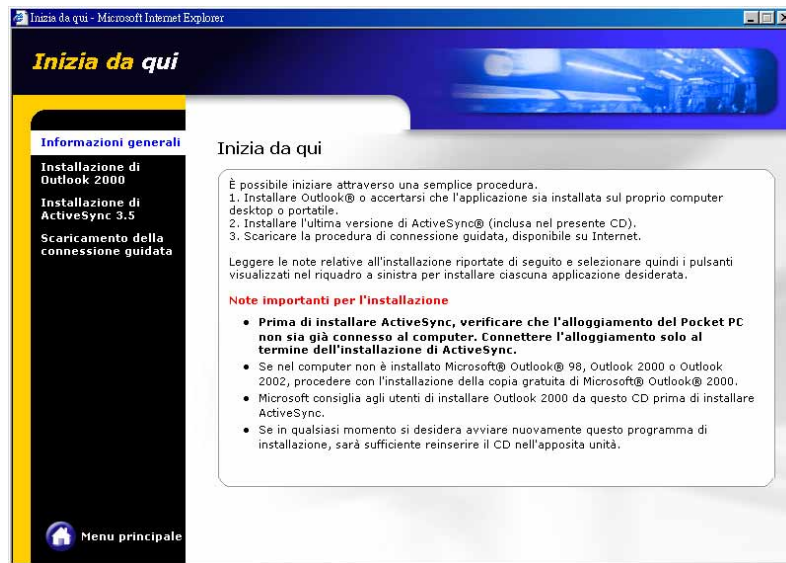 Inizia da qui - Microsoft Internet Explorer
Inizia da qui
Informazioni generali
Installazione di
Outlook 2000
Installazione di
ActiveSync 3.5
Scaricamento della
connessione guidata
Menu principale
Inizia da qui
È possibile iniziare attraverso una semplice procedura.
1. Installare Outlook® o accertarsi che l'applicazione sia installata sul proprio computer
desktop o portatile.
2. Installare l'ultima versione di ActiveSync® (inclusa nel presente CD).
3. Scaricare la procedura di connessione guidata, disponibile su Internet.
Leggere le note relative all'installazione riportate di seguito e selezionare quindi i pulsanti
visualizzati nel riquadro a sinistra per installare ciascuna applicazione desiderata.
Note importanti per l'installazione
• Prima di installare ActiveSync, verificare che l'alloggiamento del Pocket PC
non sia già connesso al computer. Connettere l'alloggiamento solo al
termine dell'installazione di ActiveSync.
• Se nel computer non è installato Microsoft® Outlook® 98, Outlook 2000 o Outlook
2002, procedere con l'installazione della copia gratuita di Microsoft® Outlook® 2000.
• Microsoft consiglia agli utenti di installare Outlook 2000 da questo CD prima di installare
ActiveSync.
• Se in qualsiasi momento si desidera avviare nuovamente questo programma di
installazione, sarà sufficiente reinserire il CD nell'apposita unità.